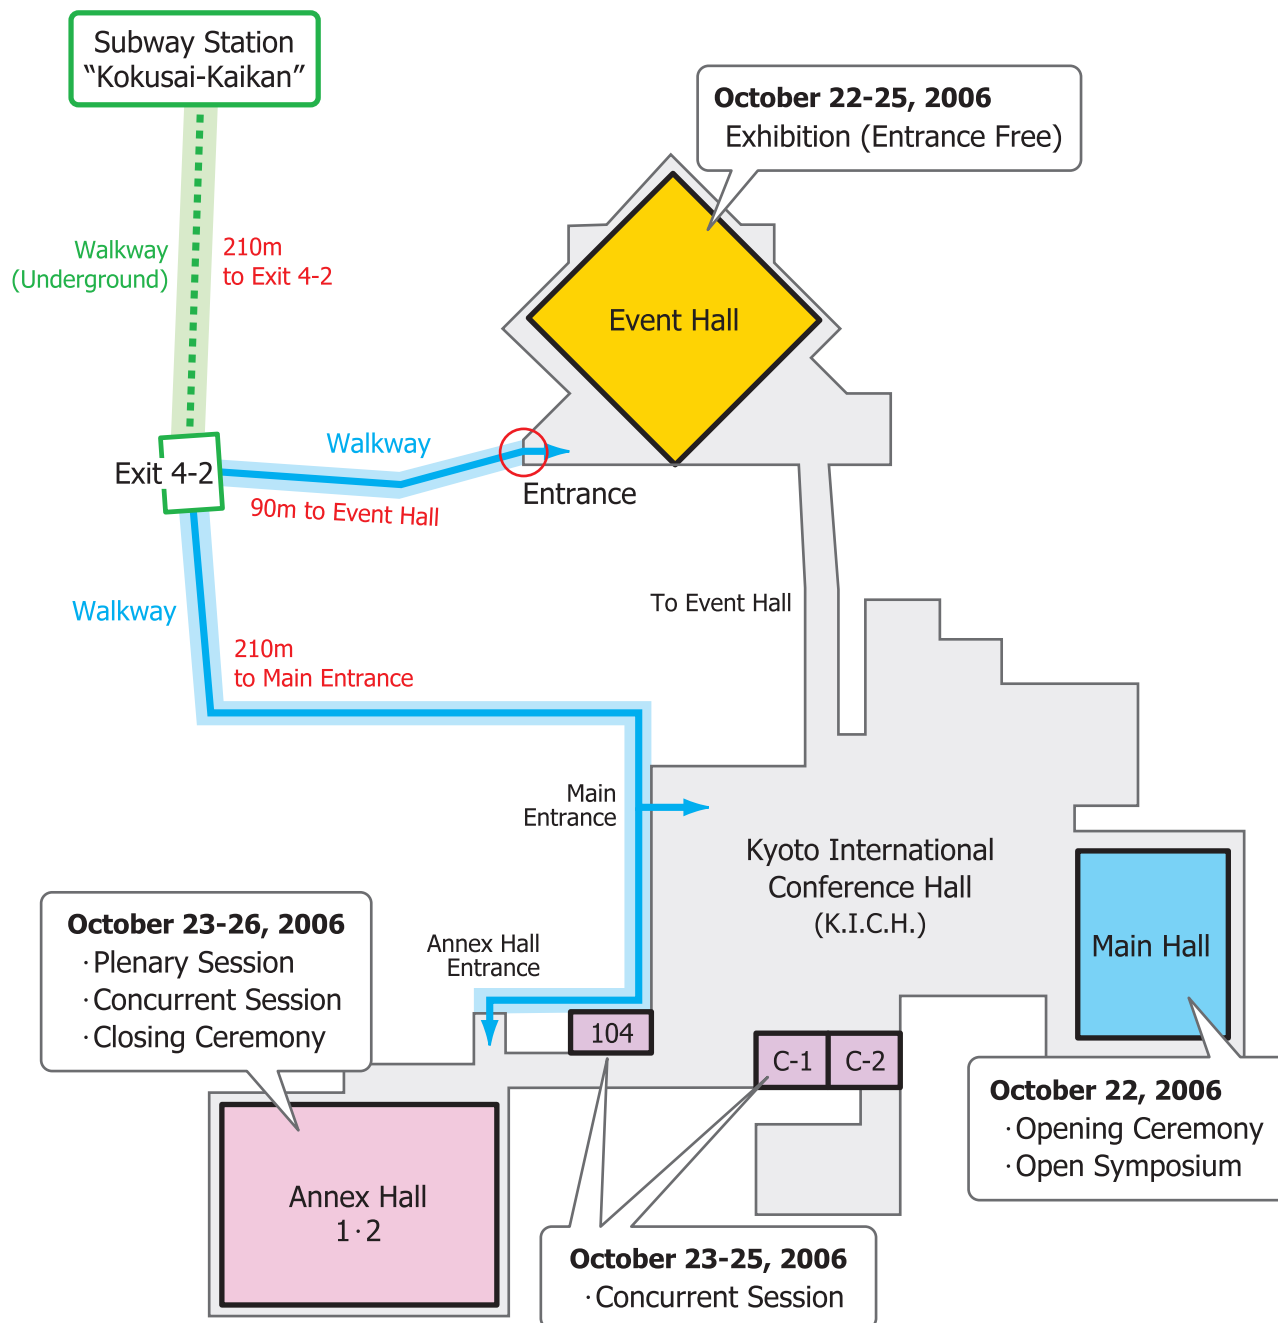 Subway Station
“Kokusai-Kaikan”
October 22-25, 2006
Exhibition (Entrance Free)
Walkway
(Underground)
210m
to Exit 4-2
Event Hall
Walkway
Exit 4-2
Entrance
90m to Event Hall
Walkway
To Event Hall
210m
to Main Entrance
Main
Entrance
Kyoto International
Conference Hall
(K.I.C.H.)
October 23-26, 2006
·Plenary Session
·Concurrent Session
·Closing Ceremony
Annex Hall
Entrance
Main Hall
104
C-1
C-2
October 22, 2006
·Opening Ceremony
·Open Symposium
Annex Hall
1·2
October 23-25, 2006
·Concurrent Session